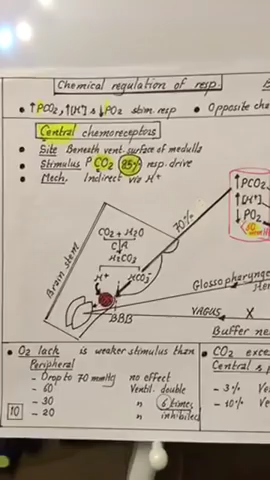 Chemical regulation of resp.
• ↑PCO2, ↑[H+] & ↓PO2 stim. resp • Opposite che
Central chemoreceptors
• Site Beneath vent. surface of medulla
• Stimulus PCO2 85% resp. drive
• Mech. Indirect via H+
↑PCO2
↑[H+]
↓PO2
70%
Brain stem
CO2 + H2O
C A
H2CO3
H+ HCO3-
BBB
Glossophary
Her
VAGUS X
Buffer ne
• O2 lack is weaker stimulus than
Peripheral
- Drop to 70 mmHg no effect
- 60 Ventil. double
- 30 n 6 times
- 20 n inhibited
10
• CO2 exce
Central & p
- 3% Ve
- 10% Ve